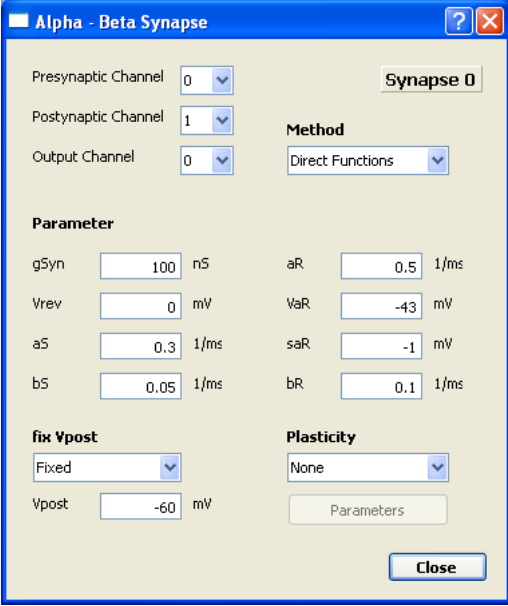 Alpha - Beta Synapse
Presynaptic Channel 0 Synapse 0
Postynaptic Channel 1
Method
Output Channel 0 Direct Functions
Parameter
gSyn 100 nS aR 0.5 1/ms
Vrev 0 mV VaR -43 mV
aS 0.3 1/ms saR -1 mV
bS 0.05 1/ms bR 0.1 1/ms
fix Vpost Plasticity
Fixed None
Vpost -60 mV Parameters
Close